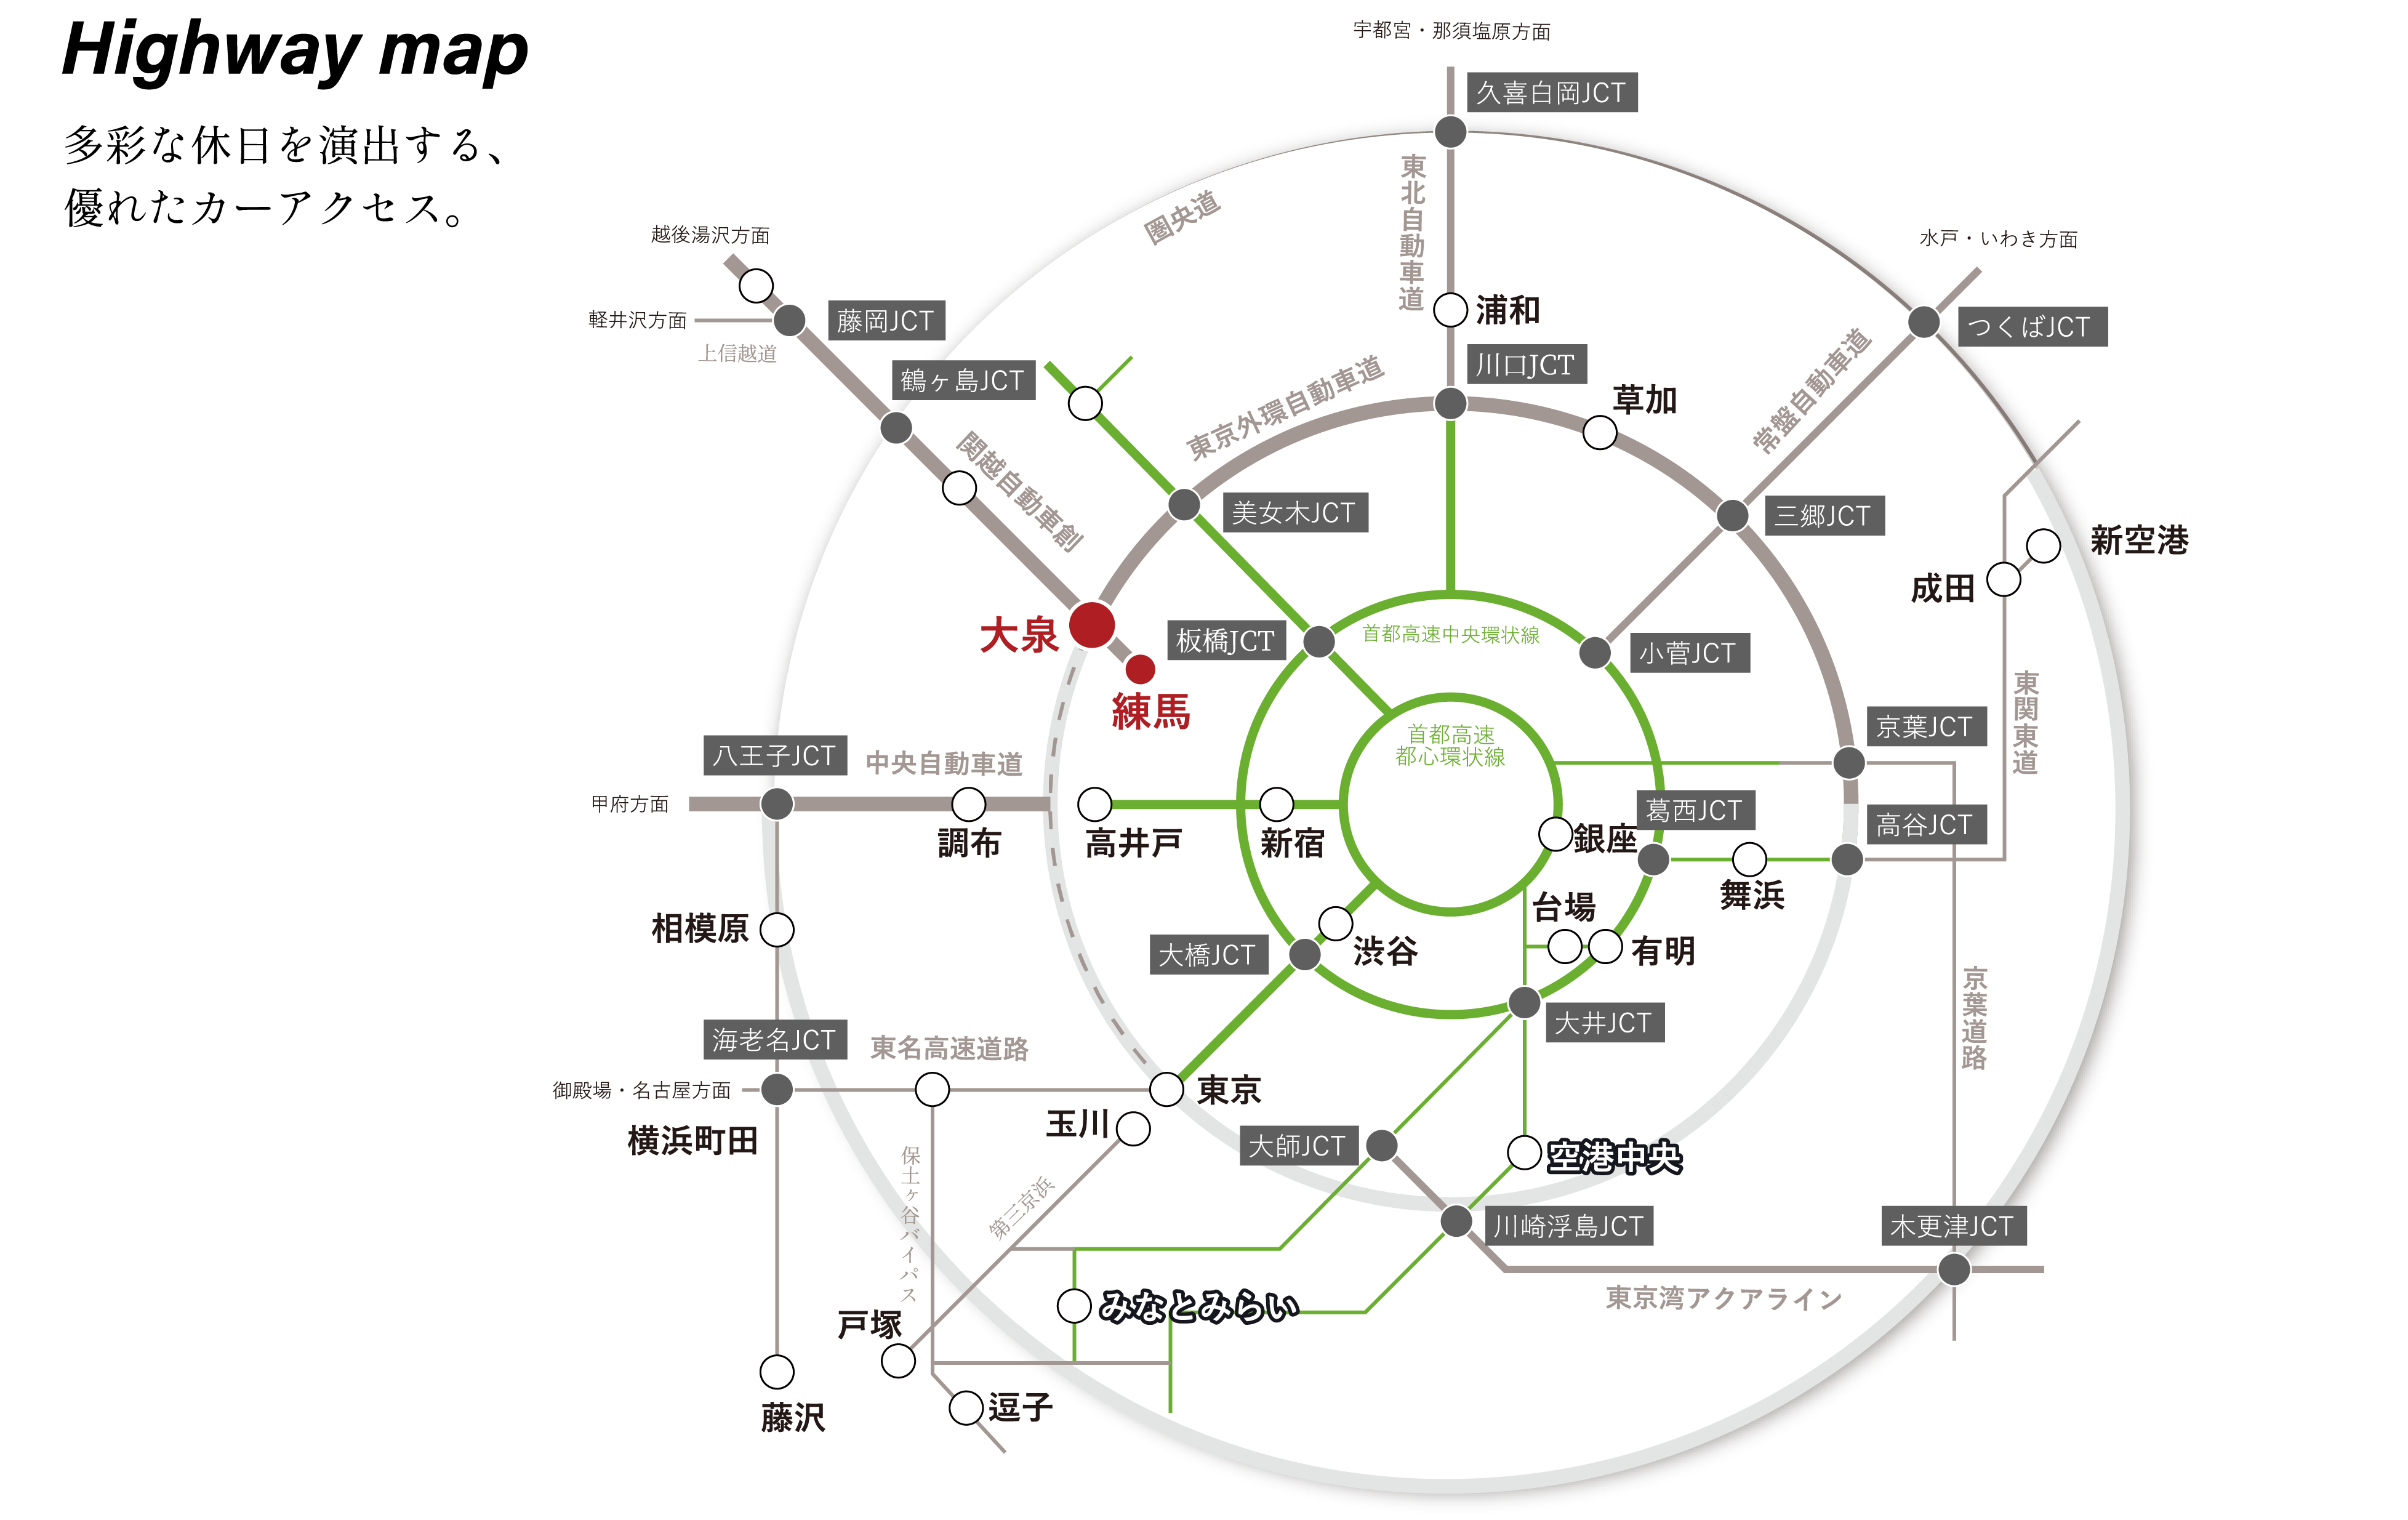 Highway map
多彩な休日を演出する、
優れたカーアクセス。
宇都宮・那須塩原方面
久喜白岡JCT
東北自動車道
圏央道
越後湯沢方面
水戸・いわき方面
軽井沢方面
藤岡JCT
上信越道
浦和
つくばJCT
鶴ヶ島JCT
川口JCT
草加
東京外環自動車道
常盤自動車道
関越自動車創
美女木JCT
三郷JCT
新空港
成田
大泉
板橋JCT
首都高速中央環状線
小菅JCT
練馬
東関東道
首都高速
都心環状線
京葉JCT
八王子JCT
中央自動車道
甲府方面
調布
高井戸
新宿
銀座
葛西JCT
高谷JCT
舞浜
相模原
台場
大橋JCT
渋谷
有明
京葉道路
海老名JCT
東名高速道路
大井JCT
御殿場・名古屋方面
東京
横浜町田
玉川
大師JCT
空港中央
保土ヶ谷バイパス
第三京浜
川崎浮島JCT
木更津JCT
みなとみらい
東京湾アクアライン
戸塚
藤沢
逗子